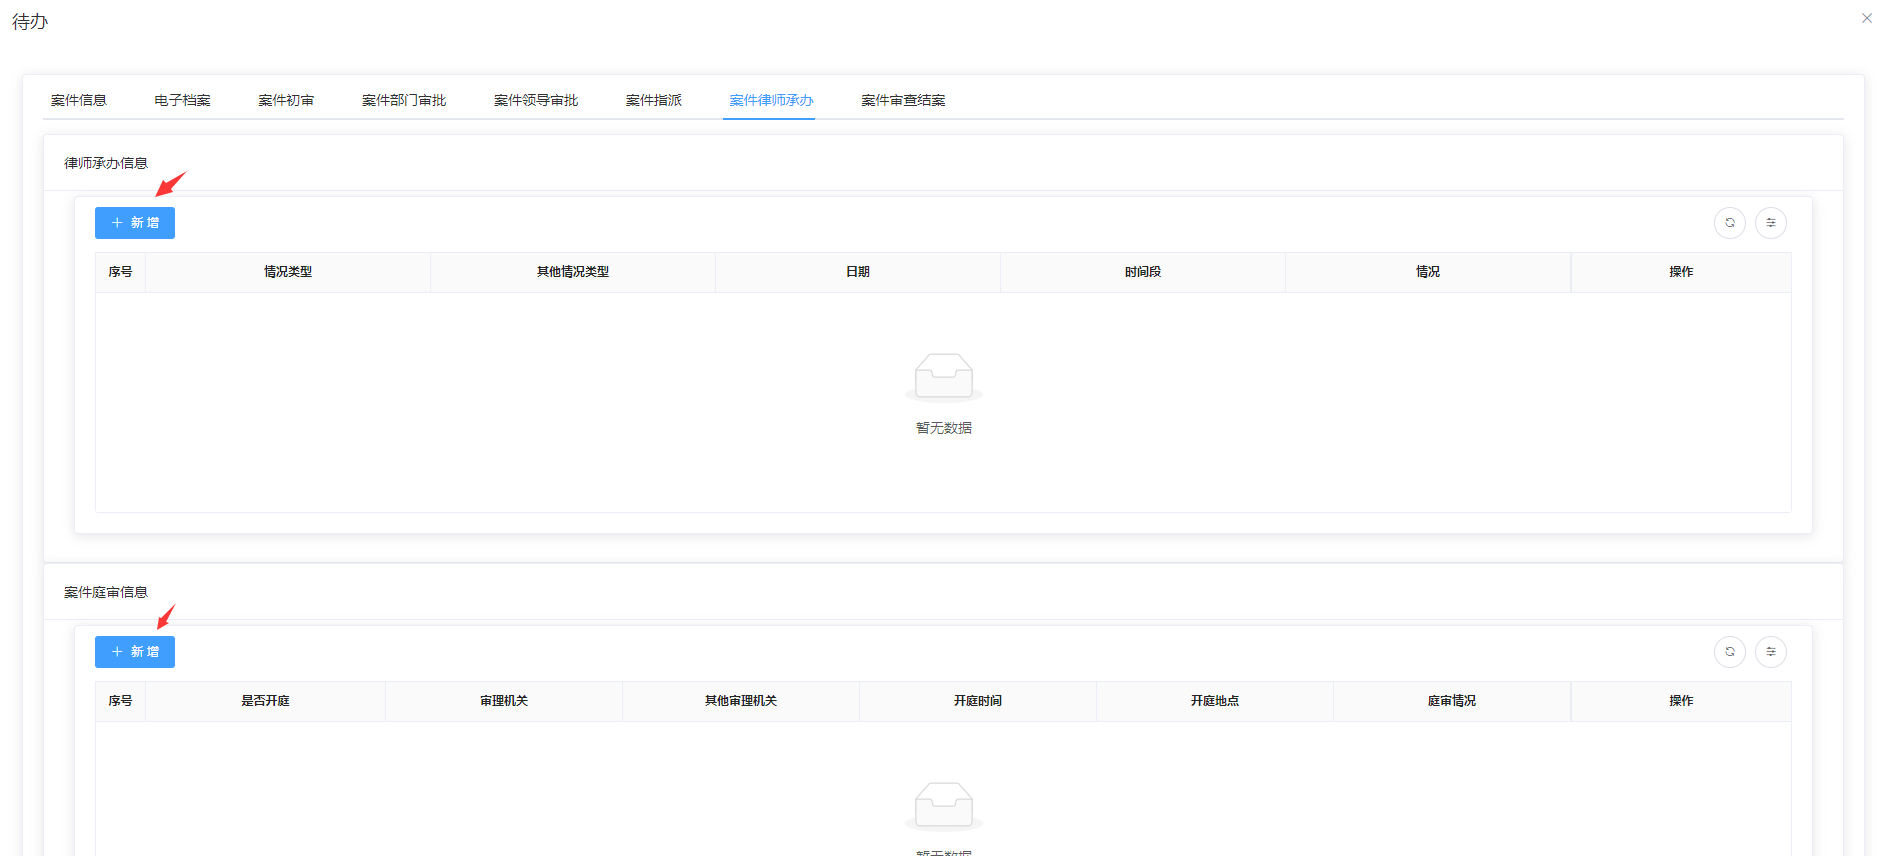 待办
案件信息 电子档案 案件初审 案件部门审批 案件领导审批 案件指派 案件律师承办 案件审查结案
律师承办信息
+ 新增
序号 情况类型 其他情况类型 日期 时间段 情况 操作
暂无数据
案件庭审信息
+ 新增
序号 是否开庭 审理机关 其他审理机关 开庭时间 开庭地点 庭审情况 操作
暂无数据